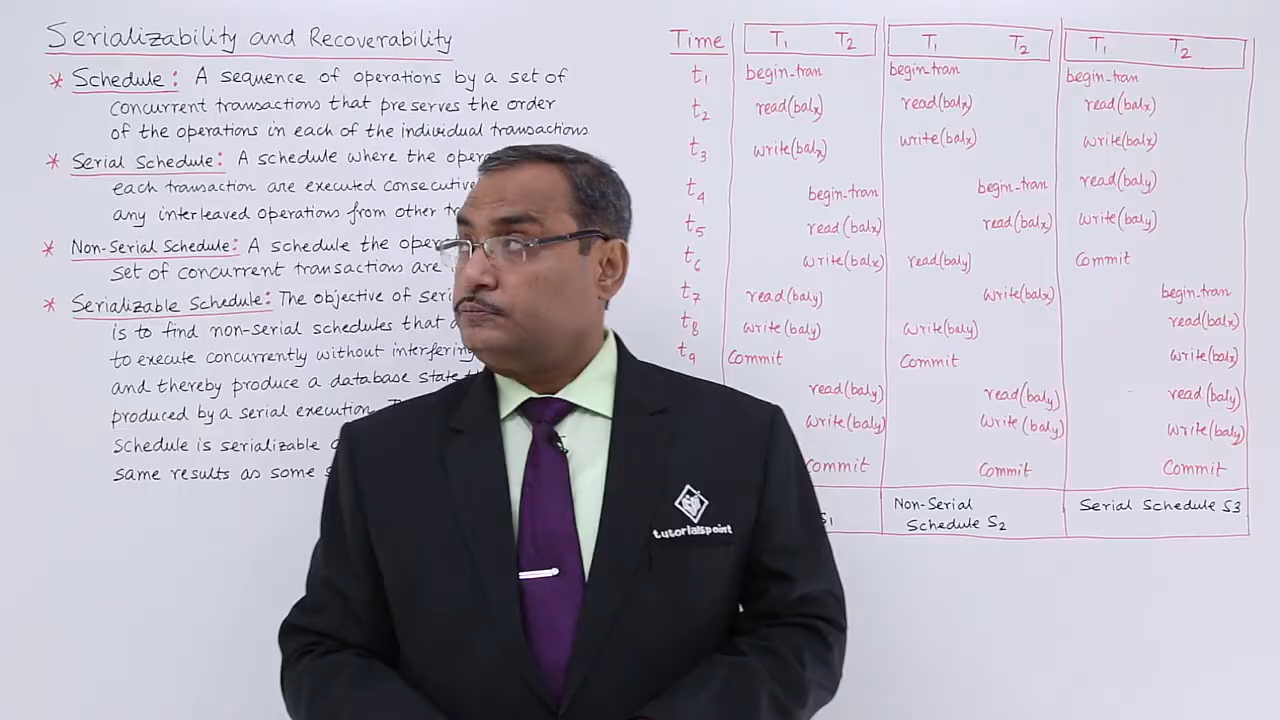 Serializability and Recoverability
* Schedule: A sequence of operations by a set of
concurrent transactions that preserves the order
of the operations in each of the individual transactions
* Serial Schedule: A schedule where the
each transaction are executed
any interleaved operations from other
* Non-Serial Schedule: A schedule the
set of concurrent transactions are
* Serializable Schedule: The objective of
is to find non-serial schedules that
to execute concurrently without interfering
and thereby produce a database state
produced by a serial execution.
Schedule is serializable
same results as some
Time T1 T2 T1 T2 T1 T2
t1 begin-tran begin-tran begin-tran
t2 read(balx) read(balx) read(balx)
t3 write(balx) write(balx) write(balx)
t4 begin-tran begin-tran read(baly)
t5 read(balx) read(balx) write(baly)
t6 write(balx) read(baly) Commit
t7 read(baly) write(balx) begin-tran
t8 write(baly) write(baly) read(balx)
t9 Commit Commit write(balx)
read(baly) read(baly) read(baly)
write(baly) write(baly) write(baly)
Commit Commit Commit
S1 Non-Serial Serial Schedule S3
Schedule S2
tutorialspoint